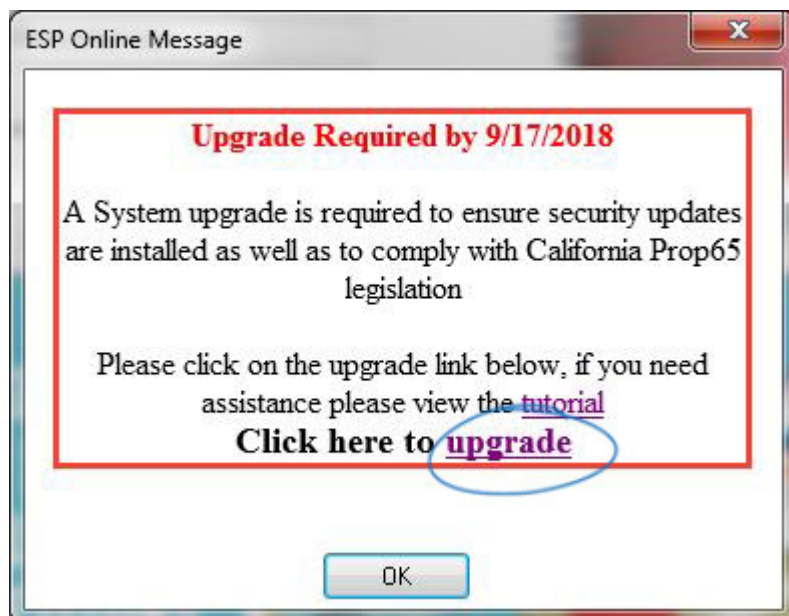 ESP Online Message
x
Upgrade Required by 9/17/2018
A System upgrade is required to ensure security updates
are installed as well as to comply with California Prop65
legislation
Please click on the upgrade link below, if you need
assistance please view the tutorial
Click here to upgrade
OK